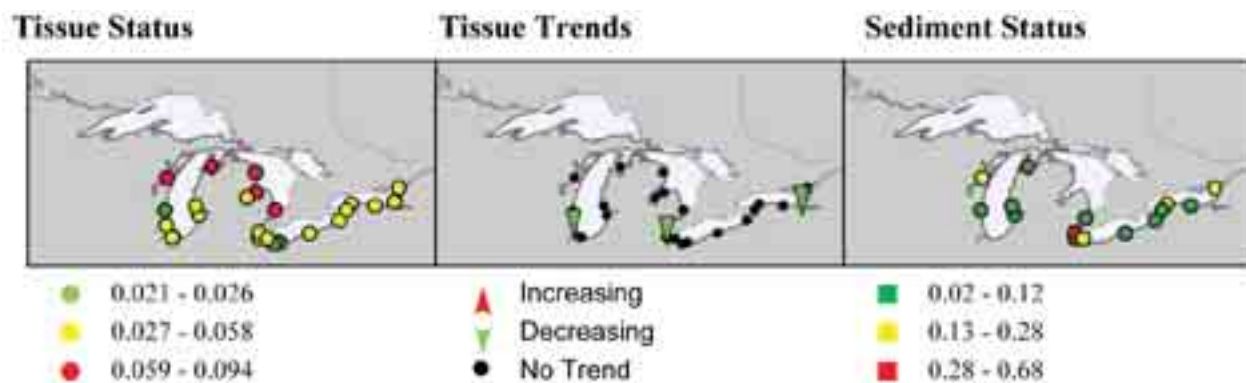 Tissue Status
Tissue Trends
Sediment Status
0.021 - 0.026
0.027 - 0.058
0.059 - 0.094
Increasing
Decreasing
No Trend
0.02 - 0.12
0.13 - 0.28
0.28 - 0.68